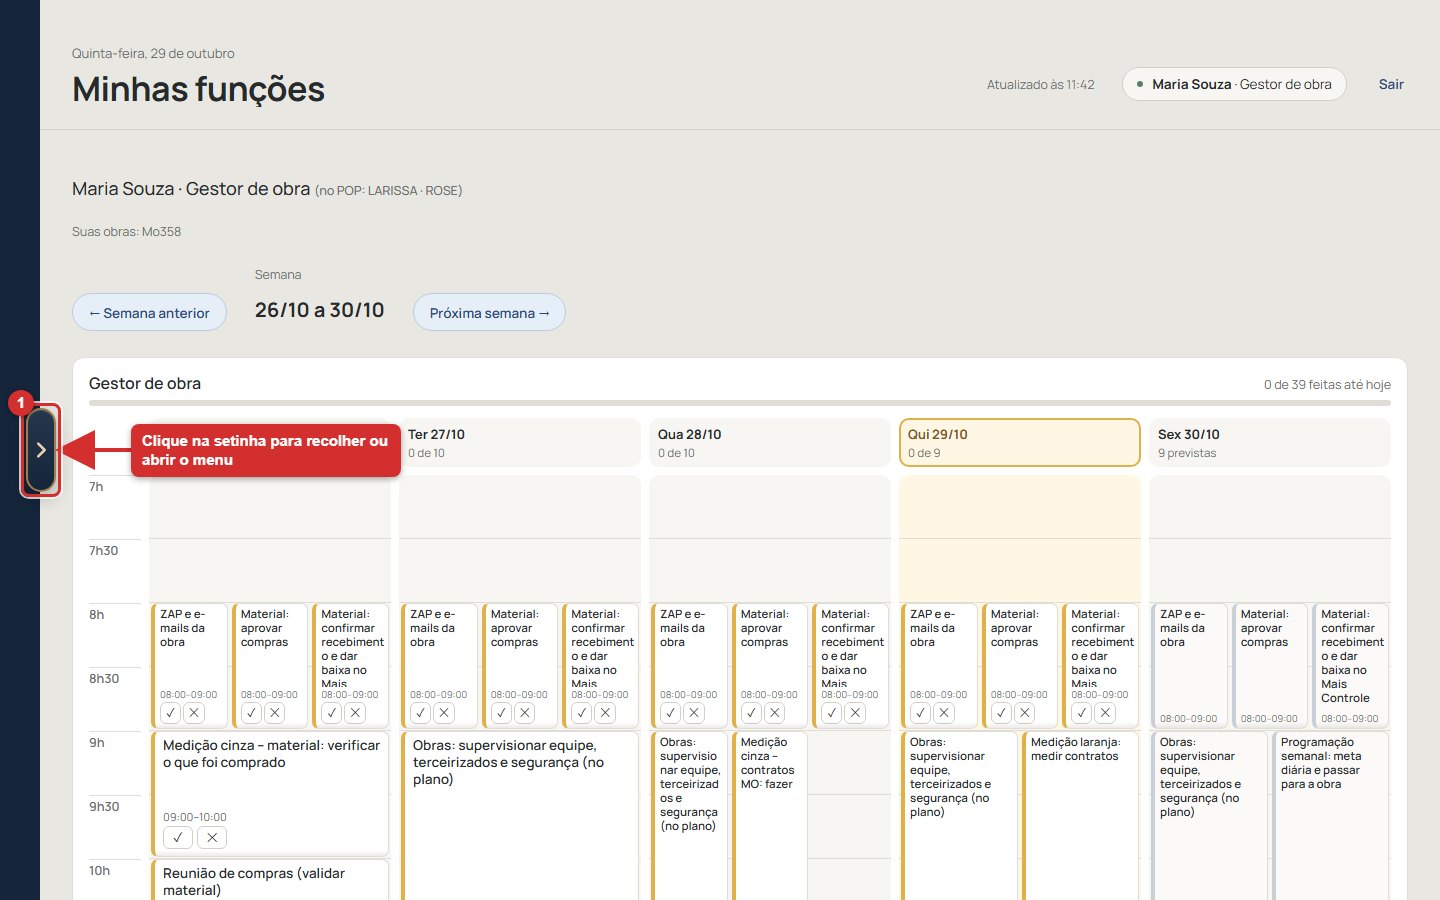 Quinta-feira, 29 de outubro
Minhas funções
Atualizado às 11:42
Maria Souza · Gestor de obra
Sair
Maria Souza · Gestor de obra (no POP: LARISSA · ROSE)
Suas obras: Mo358
Semana
← Semana anterior
26/10 a 30/10
Próxima semana →
Gestor de obra
0 de 39 feitas até hoje
1
Clique na setinha para recolher ou
abrir o menu
Ter 27/10
0 de 10
Qua 28/10
0 de 10
Qui 29/10
0 de 9
Sex 30/10
9 previstas
7h
7h30
8h
8h30
9h
9h30
10h
ZAP e e-
mails da
obra
08:00–09:00
✓ ✕
Material:
aprovar
compras
08:00–09:00
✓ ✕
Material:
confirmar
recebiment
o e dar
baixa no
Mais
08:00–09:00
✓ ✕
ZAP e e-
mails da
obra
08:00–09:00
✓ ✕
Material:
aprovar
compras
08:00–09:00
✓ ✕
Material:
confirmar
recebiment
o e dar
baixa no
Mais
08:00–09:00
✓ ✕
ZAP e e-
mails da
obra
08:00–09:00
✓ ✕
Material:
aprovar
compras
08:00–09:00
✓ ✕
Material:
confirmar
recebiment
o e dar
baixa no
Mais
08:00–09:00
✓ ✕
ZAP e e-
mails da
obra
08:00–09:00
✓ ✕
Material:
aprovar
compras
08:00–09:00
✓ ✕
Material:
confirmar
recebiment
o e dar
baixa no
Mais
08:00–09:00
✓ ✕
ZAP e e-
mails da
obra
08:00–09:00
Material:
aprovar
compras
08:00–09:00
Material:
confirmar
recebiment
o e dar
baixa no
Mais
Controle
08:00–09:00
Medição cinza – material: verificar
o que foi comprado
09:00–10:00
✓ ✕
Reunião de compras (validar
material)
Obras: supervisionar equipe,
terceirizados e segurança (no
plano)
Obras:
supervisio
nar equipe,
terceirizad
os e
segurança
(no plano)
Medição
cinza –
contratos
MO: fazer
Obras:
supervisionar
equipe,
terceirizados e
segurança (no
plano)
Medição laranja:
medir contratos
Obras:
supervisionar
equipe,
terceirizados e
segurança (no
plano)
Programação
semanal: meta
diária e passar
para a obra